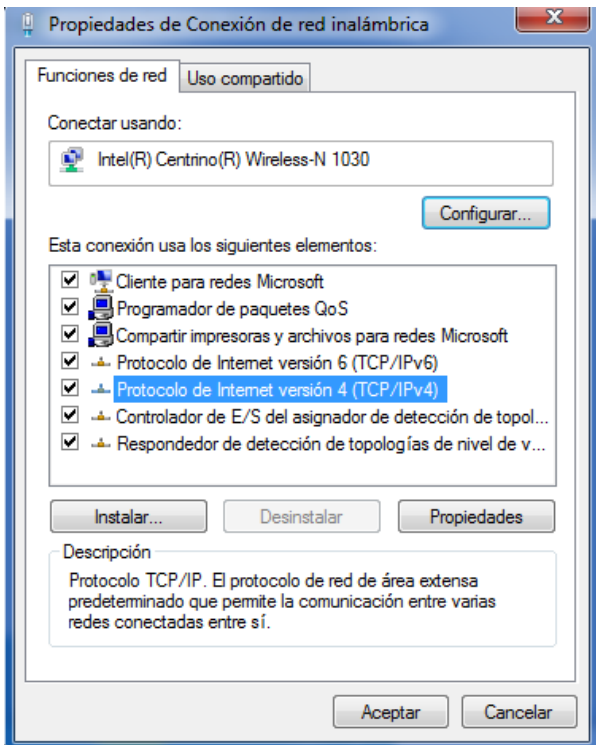 Propiedades de Conexión de red inalámbrica
Funciones de red
Uso compartido
Conectar usando:
Intel(R) Centrino(R) Wireless-N 1030
Configurar...
Esta conexión usa los siguientes elementos:
Cliente para redes Microsoft
Programador de paquetes QoS
Compartir impresoras y archivos para redes Microsoft
Protocolo de Internet versión 6 (TCP/IPv6)
Protocolo de Internet versión 4 (TCP/IPv4)
Controlador de E/S del asignador de detección de topol...
Respondedor de detección de topologías de nivel de v...
Instalar...
Desinstalar
Propiedades
Descripción
Protocolo TCP/IP. El protocolo de red de área extensa
predeterminado que permite la comunicación entre varias
redes conectadas entre sí.
Aceptar
Cancelar